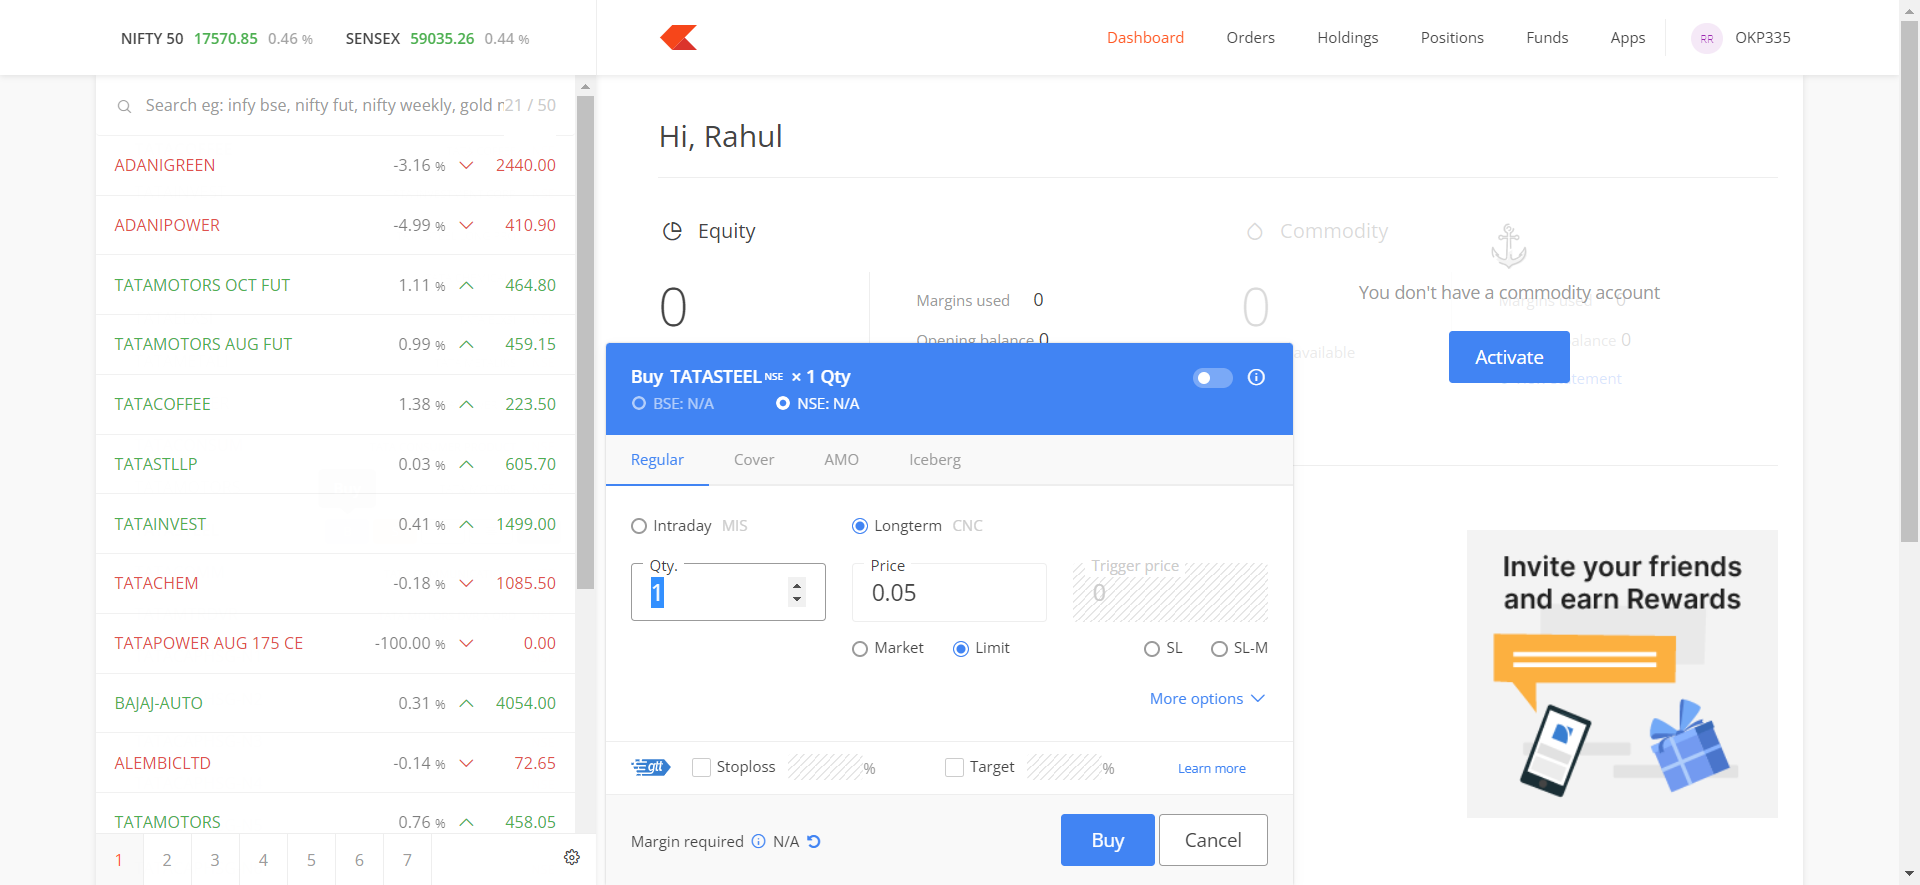 NIFTY 50 17570.85 0.46 % SENSEX 59035.26 0.44 %
Dashboard Orders Holdings Positions Funds Apps RR OKP335
Search eg: infy bse, nifty fut, nifty weekly, gold 21 / 50
ADANIGREEN -3.16 % 2440.00
ADANIPOWER -4.99 % 410.90
TATAMOTORS OCT FUT 1.11 % 464.80
TATAMOTORS AUG FUT 0.99 % 459.15
TATACOFFEE 1.38 % 223.50
TATASTLLP 0.03 % 605.70
TATAINVEST 0.41 % 1499.00
TATACHEM -0.18 % 1085.50
TATAPOWER AUG 175 CE -100.00 % 0.00
BAJAJ-AUTO 0.31 % 4054.00
ALEMBICLTD -0.14 % 72.65
TATAMOTORS 0.76 % 458.05
1 2 3 4 5 6 7
Hi, Rahul
Equity
0
Margins used 0
Opening balance 0
Commodity
0
Margins used 0
You don't have a commodity account
Activate
available
alance 0
tement
Buy TATASTEEL NSE × 1 Qty
BSE: N/A NSE: N/A
Regular Cover AMO Iceberg
Intraday MIS Longterm CNC
Qty. Price Trigger price
1 0.05 0
Market Limit SL SL-M
More options
gtt Stoploss % Target % Learn more
Margin required N/A Buy Cancel
Invite your friends
and earn Rewards